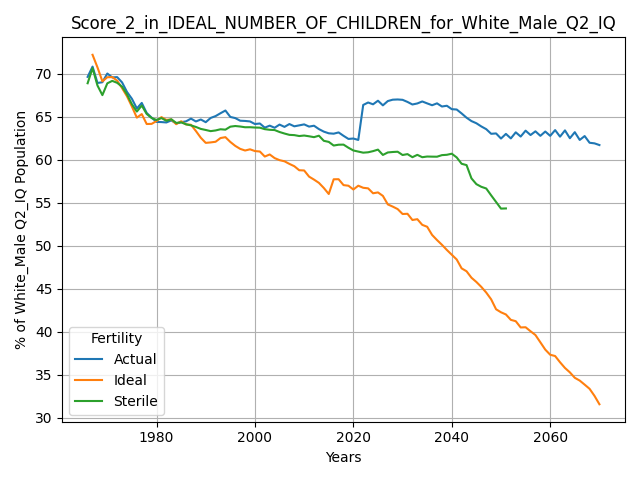 Score_2_in_IDEAL_NUMBER_OF_CHILDREN_for_White_Male_Q2_IQ
% of White_Male Q2_IQ Population
70
65
60
55
50
45
40
35
30
Fertility
Actual
Ideal
Sterile
1980
2000
2020
2040
2060
Years